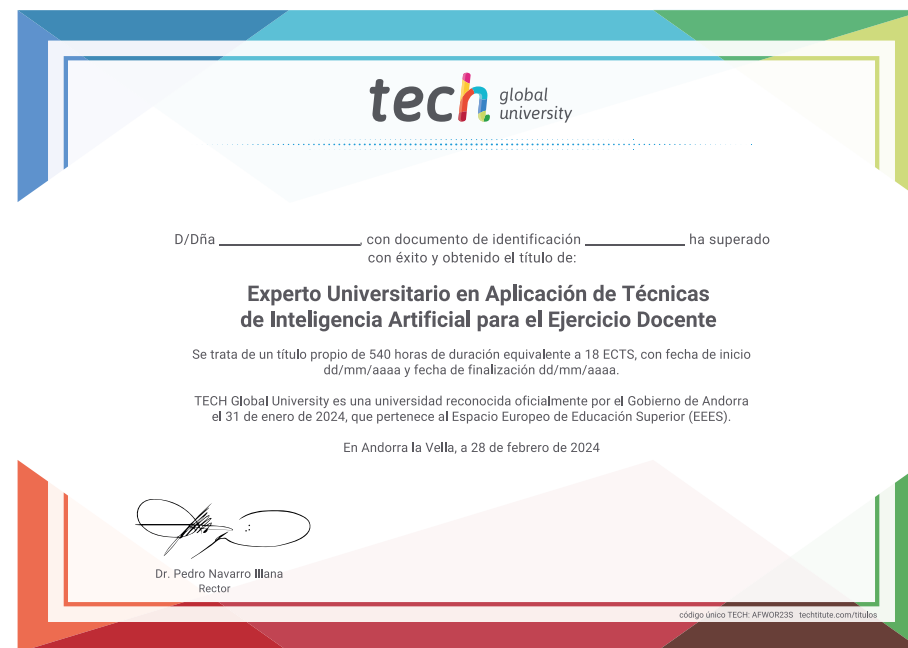 tech global university
D/Dña ____________________, con documento de identificación ______________ ha superado
con éxito y obtenido el título de:
Experto Universitario en Aplicación de Técnicas
de Inteligencia Artificial para el Ejercicio Docente
Se trata de un título propio de 540 horas de duración equivalente a 18 ECTS, con fecha de inicio
dd/mm/aaaa y fecha de finalización dd/mm/aaaa.
TECH Global University es una universidad reconocida oficialmente por el Gobierno de Andorra
el 31 de enero de 2024, que pertenece al Espacio Europeo de Educación Superior (EEES).
En Andorra la Vella, a 28 de febrero de 2024
Dr. Pedro Navarro Illana
Rector
código único TECH: AFWOR23S techtitute.com/titulos